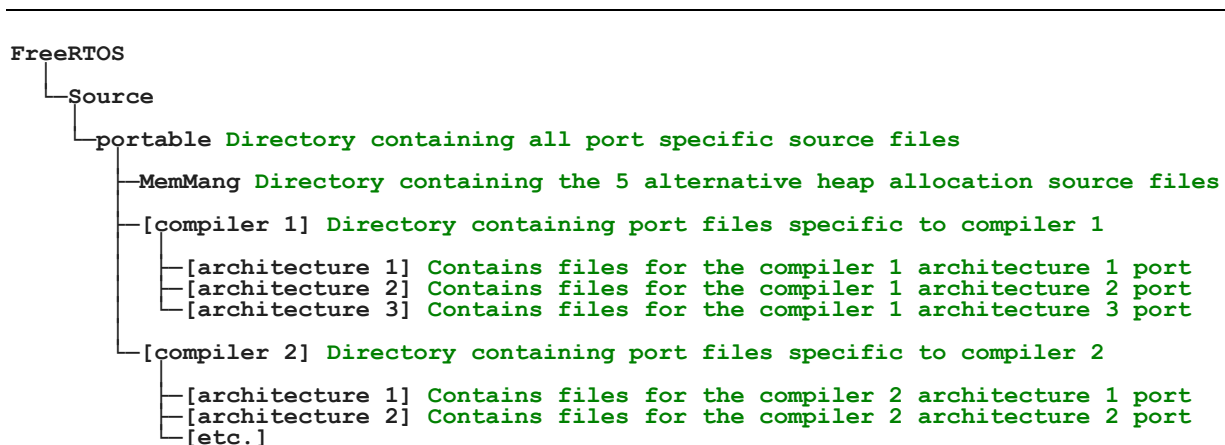 FreeRTOS
Source
portable Directory containing all port specific source files
MemMang Directory containing the 5 alternative heap allocation source files
[compiler 1] Directory containing port files specific to compiler 1
[architecture 1] Contains files for the compiler 1 architecture 1 port
[architecture 2] Contains files for the compiler 1 architecture 2 port
[architecture 3] Contains files for the compiler 1 architecture 3 port
[compiler 2] Directory containing port files specific to compiler 2
[architecture 1] Contains files for the compiler 2 architecture 1 port
[architecture 2] Contains files for the compiler 2 architecture 2 port
[etc.]